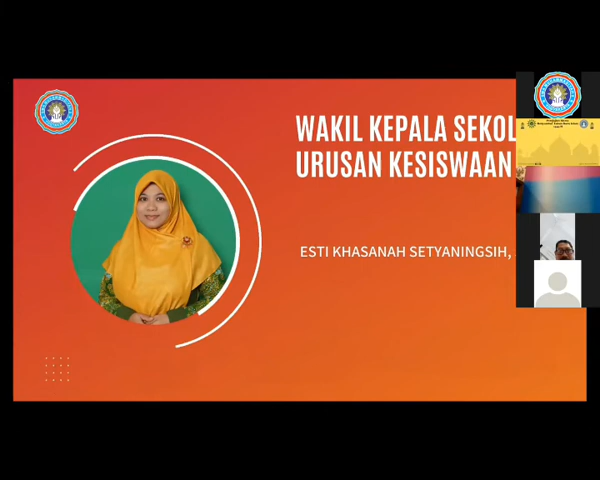 WAKIL KEPALA SEKOL
URUSAN KESISWAAN
ESTI KHASANAH SETYANINGSIH,